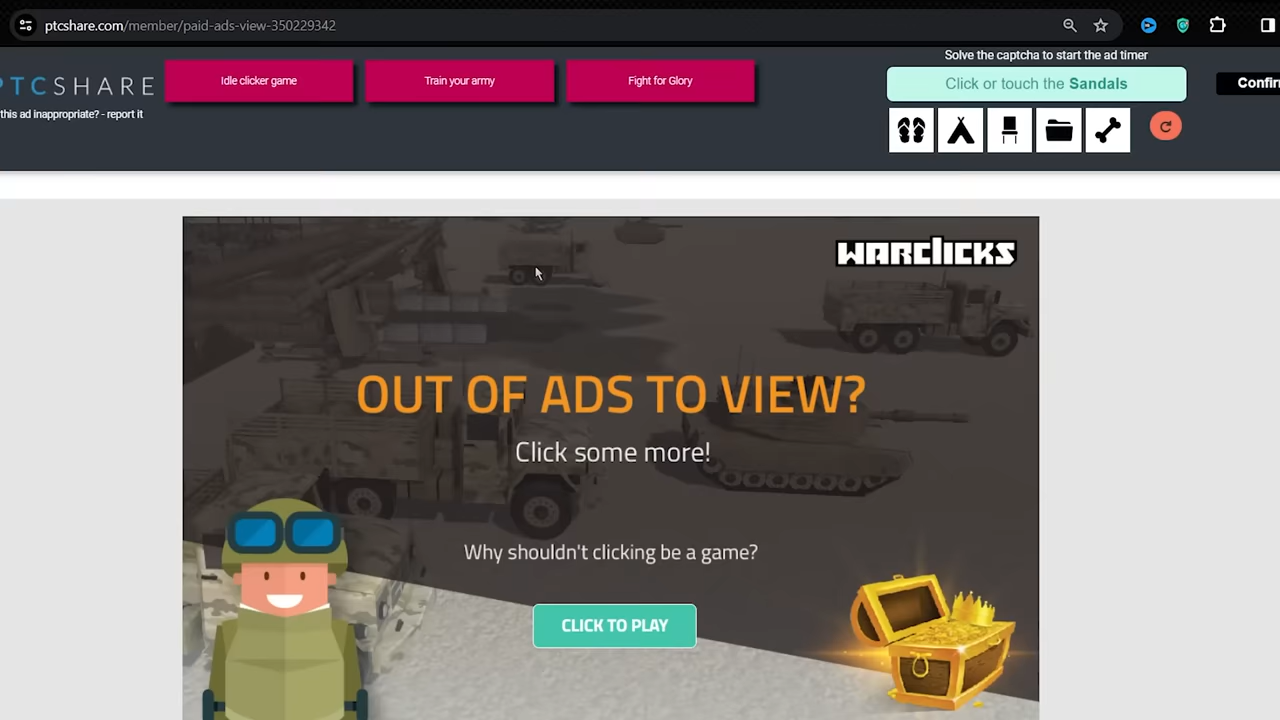 ptcshare.com/member/paid-ads-view-350229342
PTCSHARE
this ad inappropriate? - report it
Idle clicker game
Train your army
Fight for Glory
Solve the captcha to start the ad timer
Click or touch the Sandals
Confir
WARCLICKS
OUT OF ADS TO VIEW?
Click some more!
Why shouldn't clicking be a game?
CLICK TO PLAY